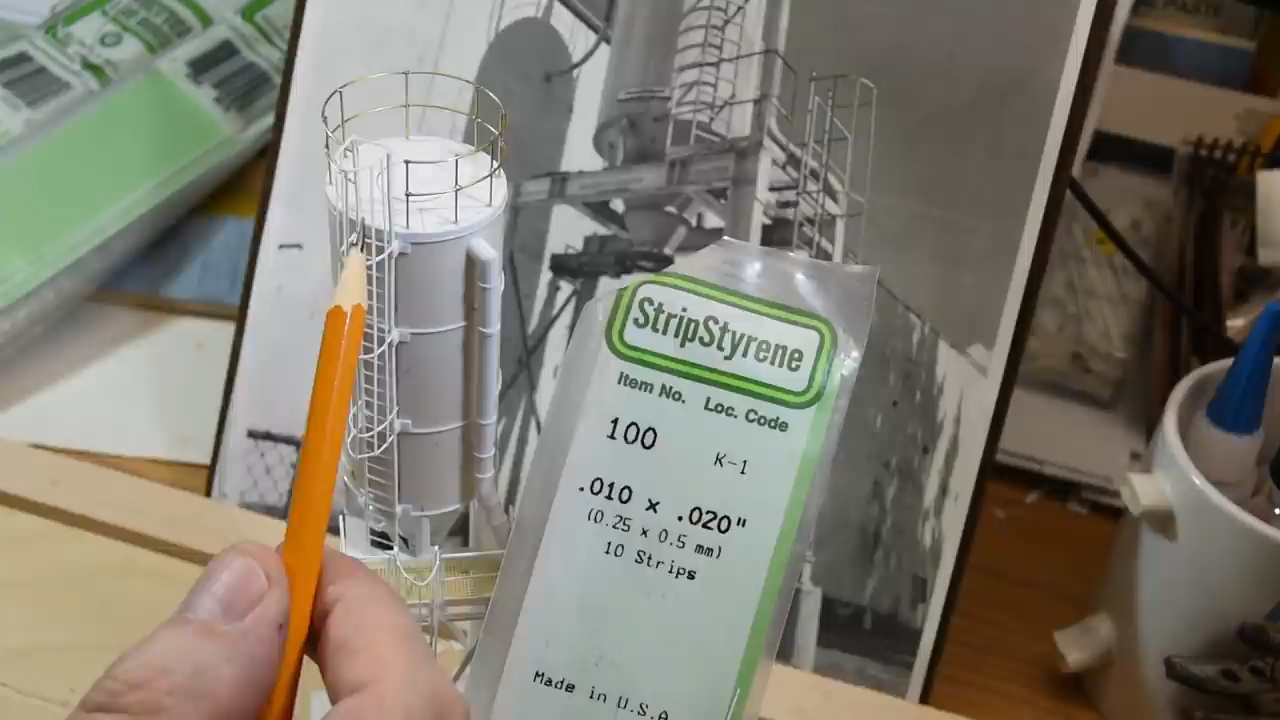 StripStyrene
Item No. Loc. Code
100 K-1
.010 x .020"
(0.25 x 0.5 mm)
10 Strips
Made in U.S.A.